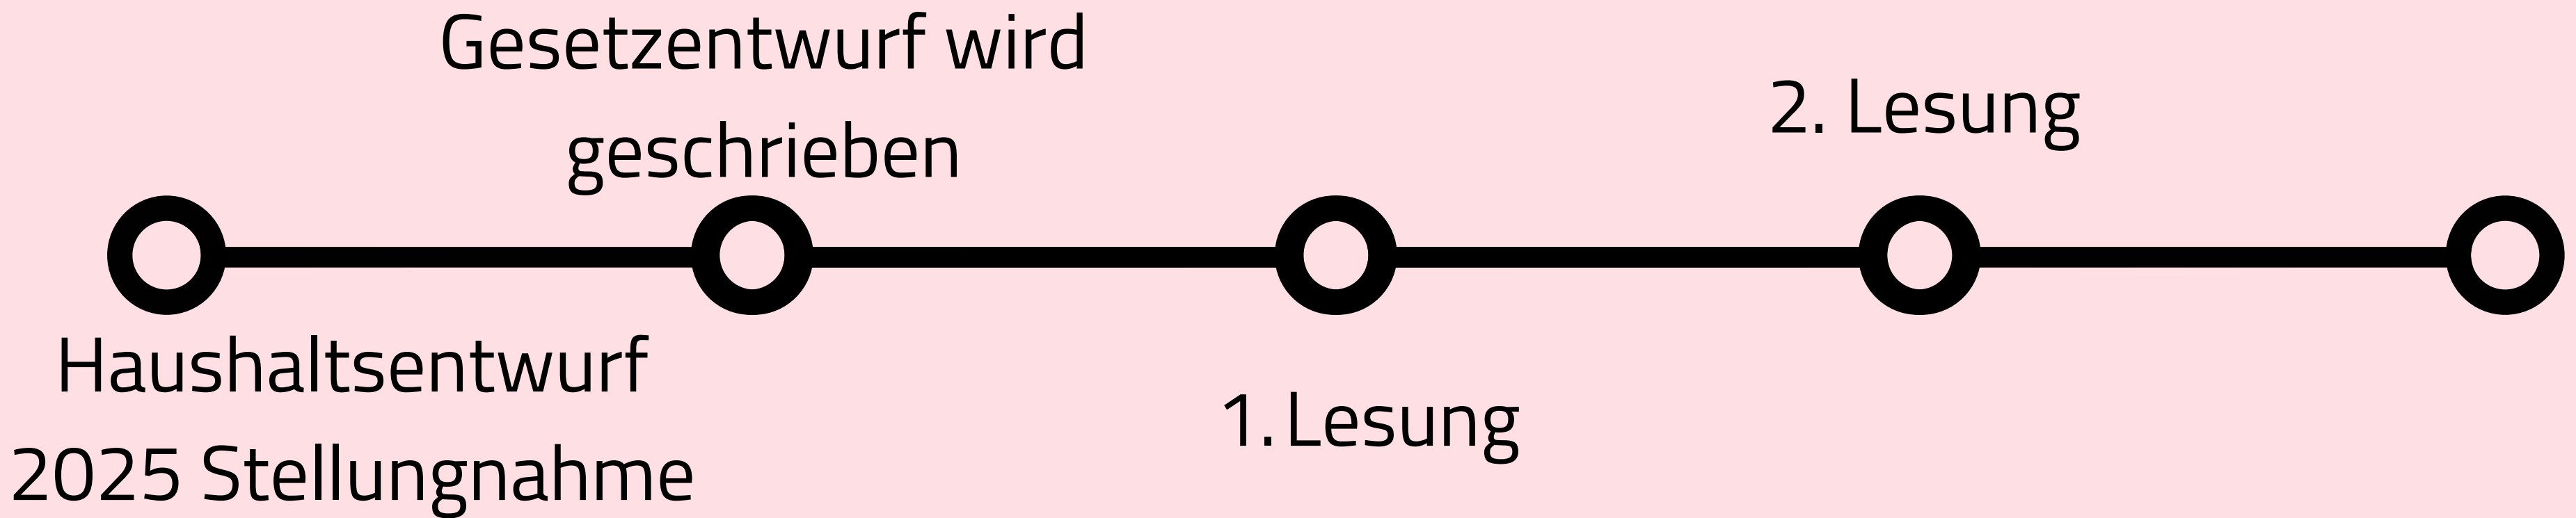 Haushaltsentwurf
2025 Stellungnahme
Gesetzentwurf wird
geschrieben
1. Lesung
2. Lesung